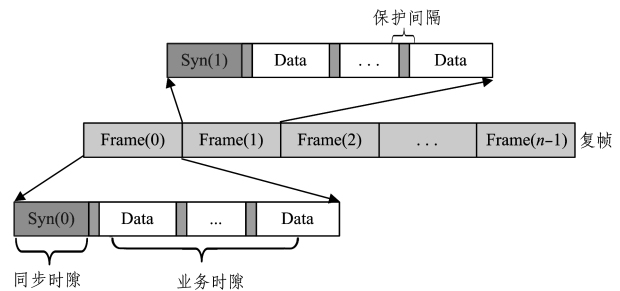 保护间隔
Syn(1) Data ... Data
Frame(0) Frame(1) Frame(2) ... Frame(n-1) 复帧
Syn(0) Data ... Data
同步时隙 业务时隙